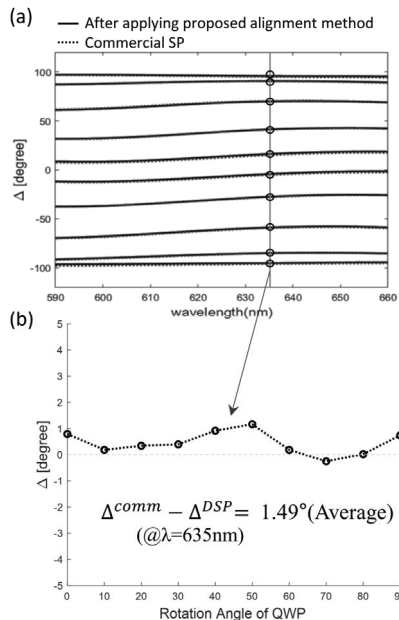 (a)
After applying proposed alignment method
Commercial SP
Δ [degree]
100
50
0
-50
-100
590 600 610 620 630 640 650 660
wavelength(nm)
(b)
Δ [degree]
5
4
3
2
1
0
-1
-2
-3
-4
-5
Δ^comm − Δ^DSP = 1.49°(Average)
(@λ=635nm)
0 10 20 30 40 50 60 70 80 90
Rotation Angle of QWP